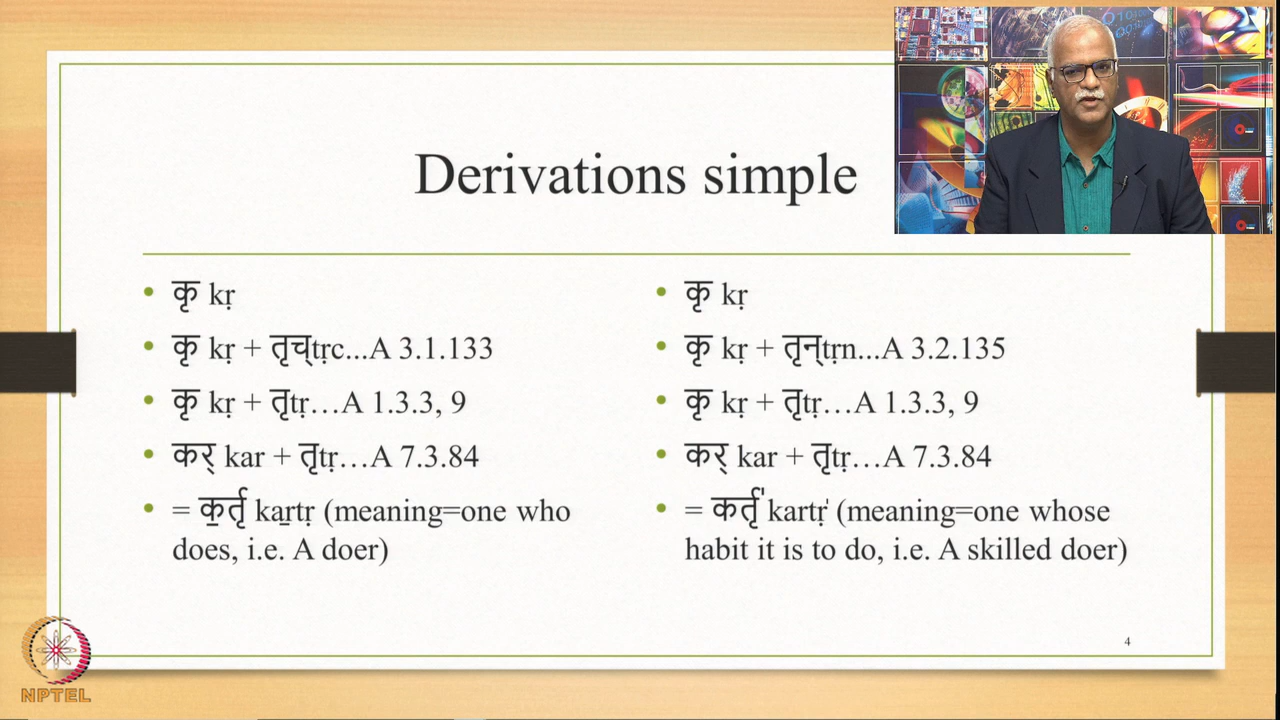 Derivations simple
• कृ kṛ
• कृ kṛ + तृच्tṛc...A 3.1.133
• कृ kṛ + तृtṛ…A 1.3.3, 9
• कर् kar + तृtṛ…A 7.3.84
• = क॒र्तृ kaṟtṛ (meaning=one who
does, i.e. A doer)
• कृ kṛ
• कृ kṛ + तृन्tṛn...A 3.2.135
• कृ kṛ + तृtṛ…A 1.3.3, 9
• कर् kar + तृtṛ…A 7.3.84
• = कर्तृ॑ kartṛ' (meaning=one whose
habit it is to do, i.e. A skilled doer)
4
NPTEL